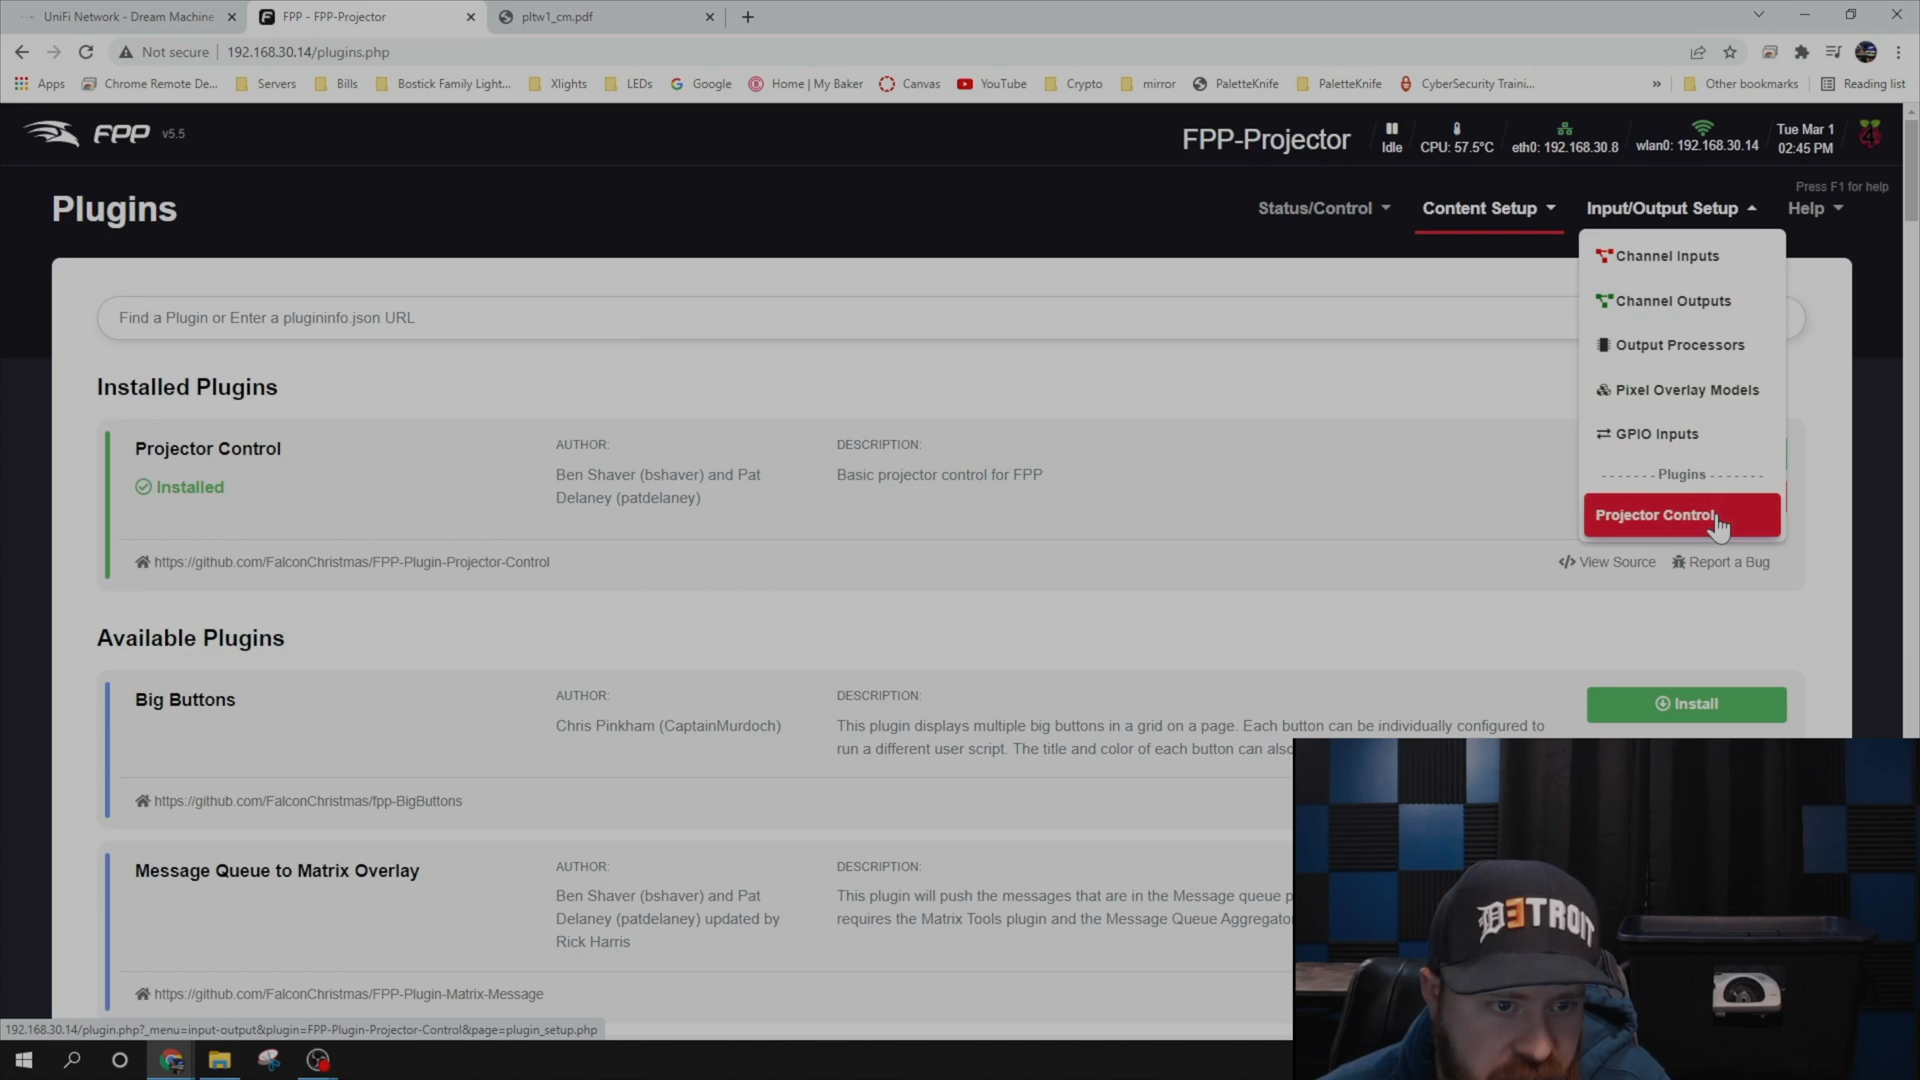 UniFi Network - Dream Machine
FPP - FPP-Projector
pltw1_cm.pdf
Not secure
192.168.30.14/plugins.php
Apps
Chrome Remote De...
Servers
Bills
Bostick Family Light...
Xlights
LEDs
Google
Home | My Baker
Canvas
YouTube
Crypto
mirror
PaletteKnife
PaletteKnife
CyberSecurity Traini...
»
Other bookmarks
Reading list
FPP v5.5
FPP-Projector
Idle
CPU: 57.5°C
eth0: 192.168.30.8
wlan0: 192.168.30.14
Tue Mar 1
02:45 PM
4
Press F1 for help
Plugins
Status/Control
Content Setup
Input/Output Setup
Help
Channel Inputs
Channel Outputs
Output Processors
Pixel Overlay Models
GPIO Inputs
------- Plugins -------
Projector Control
Find a Plugin or Enter a plugininfo.json URL
Installed Plugins
Projector Control
Installed
AUTHOR:
Ben Shaver (bshaver) and Pat
Delaney (patdelaney)
DESCRIPTION:
Basic projector control for FPP
https://github.com/FalconChristmas/FPP-Plugin-Projector-Control
View Source
Report a Bug
Available Plugins
Big Buttons
AUTHOR:
Chris Pinkham (CaptainMurdoch)
DESCRIPTION:
This plugin displays multiple big buttons in a grid on a page. Each button can be individually configured to
run a different user script. The title and color of each button can also
Install
https://github.com/FalconChristmas/fpp-BigButtons
Message Queue to Matrix Overlay
AUTHOR:
Ben Shaver (bshaver) and Pat
Delaney (patdelaney) updated by
Rick Harris
DESCRIPTION:
This plugin will push the messages that are in the Message queue p
requires the Matrix Tools plugin and the Message Queue Aggregato
https://github.com/FalconChristmas/FPP-Plugin-Matrix-Message
192.168.30.14/plugin.php?_menu=input-output&plugin=FPP-Plugin-Projector-Control&page=plugin_setup.php
DETROIT